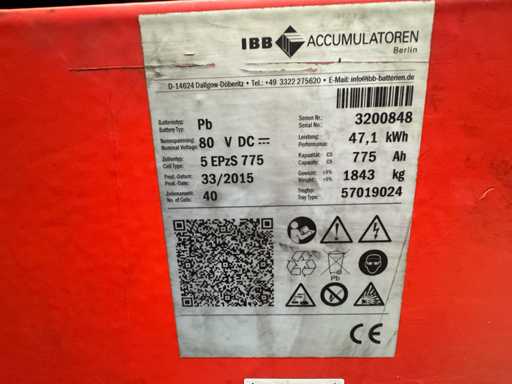 IBB ACCUMULATOREN
Berlin
D-14624 Dallgow-Döberitz • Tel.: +49 3322 275620 • E-Mail: info@ibb-batterien.de
Batterietyp: Battery Type: Pb
Serien Nr.: Serial No.: 3200848
Nennspannung: Nominal Voltage: 80 V DC
Leistung: Performance: 47,1 kWh
Zellentyp: Cell Type: 5 EPzS 775
Kapazität: C5 Capacity: C5 775 Ah
Prod.-Datum: Prod.-Date: 33/2015
Gewicht: ±5% Weight: ±5% 1843 kg
Zellenanzahl: No. of Cells: 40
Trogtyp: Tray Type: 57019024
Pb
CE